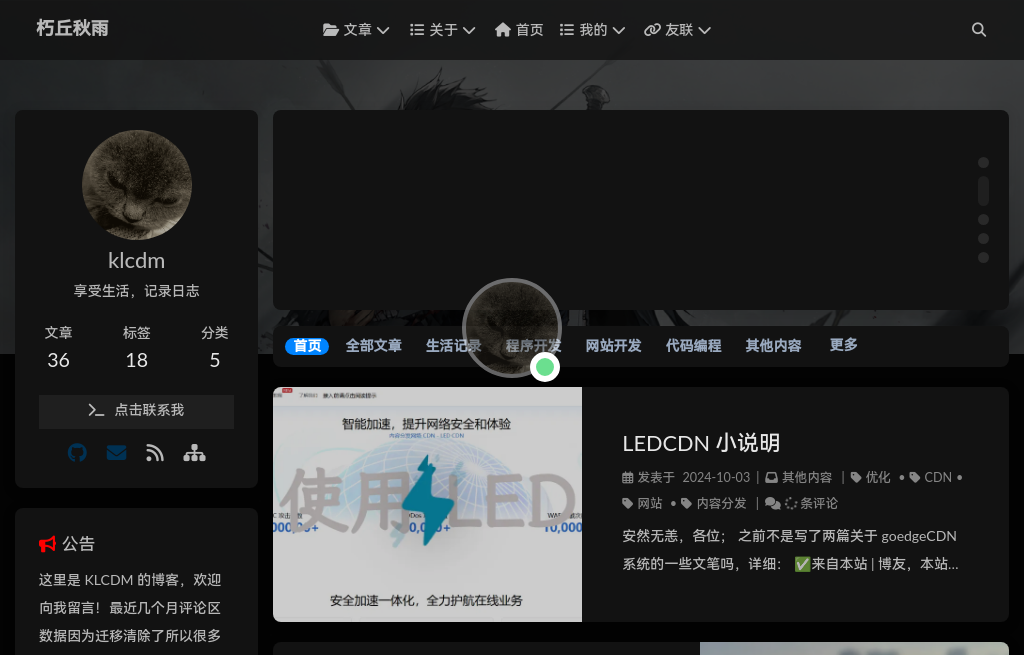 朽丘秋雨
文章 关于 首页 我的 友联
klcdm
享受生活，记录日志
文章 标签 分类
36 18 5
点击联系我
公告
这里是 KLCDM 的博客，欢迎
向我留言！最近几个月评论区
数据因为迁移清除了所以很多
首页 全部文章 生活记录 程序开发 网站开发 代码编程 其他内容 更多
智能加速，提升网络安全和体验
内容分发网络 CDN · LED CDN
使用 LED
安全加速一体化，全力护航在线业务
LEDCDN 小说明
发表于 2024-10-03 | 其他内容 | 优化 • CDN •
网站 • 内容分发 | 条评论
安然无恙，各位； 之前不是写了两篇关于 goedgeCDN
系统的一些文笔吗，详细： ✅来自本站 | 博友，本站...